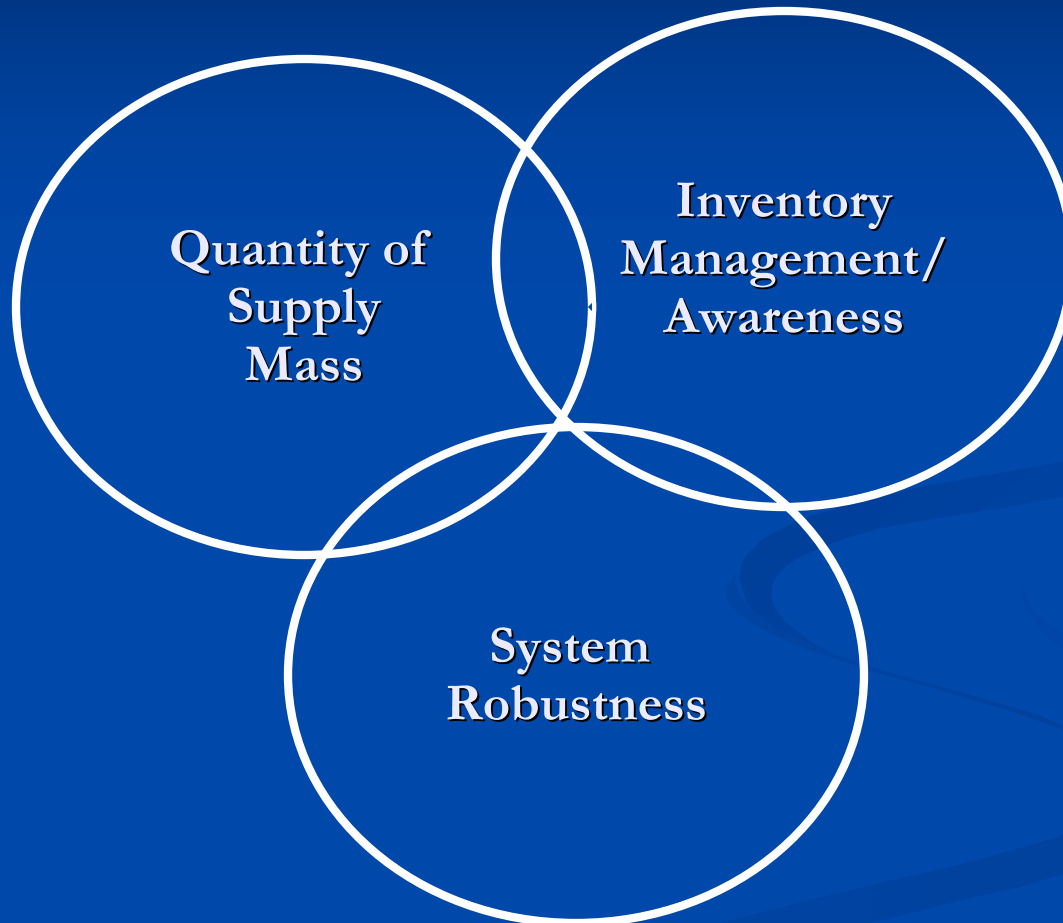 Quantity of
Supply
Mass
Inventory
Management/
Awareness
System
Robustness